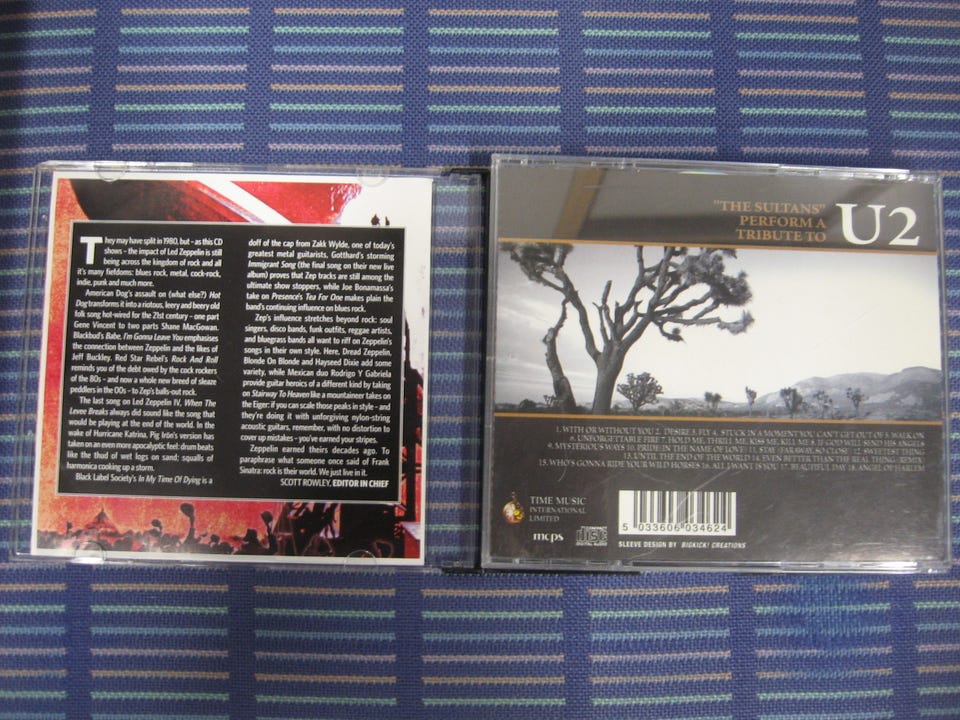 They may have split in 1980, but – as this CD
shows – the impact of Led Zeppelin is still
being across the kingdom of rock and all
it's many fiefdoms: blues rock, metal, cock-rock,
indie, punk and much more.
American Dog's assault on (what else?) Hot
Dog transforms it into a riotous, leery and beery old
folk song hot-wired for the 21st century – one part
Gene Vincent to two parts Shane MacGowan.
Blackbud's Babe, I'm Gonna Leave You emphasises
the connection between Zeppelin and the likes of
Jeff Buckley. Red Star Rebel's Rock And Roll
reminds you of the debt owed by the cock rockers
of the 80s – and now a whole new breed of sleaze
peddlers in the 00s – to Zep's balls-out rock.
The last song on Led Zeppelin IV, When The
Levee Breaks always did sound like the song that
would be playing at the end of the world. In the
wake of Hurricane Katrina, Pig Irön's version has
taken on an even more apocalyptic feel: drum beats
like the thud of wet logs on sand; squalls of
harmonica cooking up a storm.
Black Label Society's In My Time Of Dying is a
doff of the cap from Zakk Wylde, one of today's
greatest metal guitarists, Gotthard's storming
Immigrant Song (the final song on their new live
album) proves that Zep tracks are still among the
ultimate show stoppers, while Joe Bonamassa's
take on Presence's Tea For One makes plain the
band's continuing influence on blues rock.
Zep's influence stretches beyond rock: soul
singers, disco bands, funk outfits, reggae artists,
and bluegrass bands all want to riff on Zeppelin's
songs in their own style. Here, Dread Zeppelin,
Blonde On Blonde and Hayseed Dixie add some
variety, while Mexican duo Rodrigo Y Gabriela
provide guitar heroics of a different kind by taking
on Stairway To Heaven like a mountaineer takes on
the Eiger: if you can scale those peaks in style – and
they're doing it with unforgiving nylon-string
acoustic guitars, remember, with no distortion to
cover up mistakes – you've earned your stripes.
Zeppelin earned theirs decades ago. To
paraphrase what someone once said of Frank
Sinatra: rock is their world. We just live in it.
SCOTT ROWLEY, EDITOR IN CHIEF
"THE SULTANS"
PERFORM A
TRIBUTE TO
U2
1. WITH OR WITHOUT YOU 2. DESIRE 3. FLY 4. STUCK IN A MOMENT YOU CAN'T GET OUT OF 5. WALK ON
6. UNFORGETTABLE FIRE 7. HOLD ME, THRILL ME, KISS ME, KILL ME 8. IF GOD WILL SEND HIS ANGELS
9. MYSTERIOUS WAYS 10. PRIDE (IN THE NAME OF LOVE) 11. STAY (FARAWAY, SO CLOSE) 12. SWEETEST THING
13. UNTIL THE END OF THE WORLD 14. EVEN BETTER THAN THE REAL THING (REMIX)
15. WHO'S GONNA RIDE YOUR WILD HORSES 16. ALL I WANT IS YOU 17. BEAUTIFUL DAY 18. ANGEL OF HARLEM
TIME MUSIC
INTERNATIONAL
LIMITED
mcps
COMPACT
disc
DIGITAL AUDIO
5 033606 034624
SLEEVE DESIGN BY BIGKICK! CREATIONS